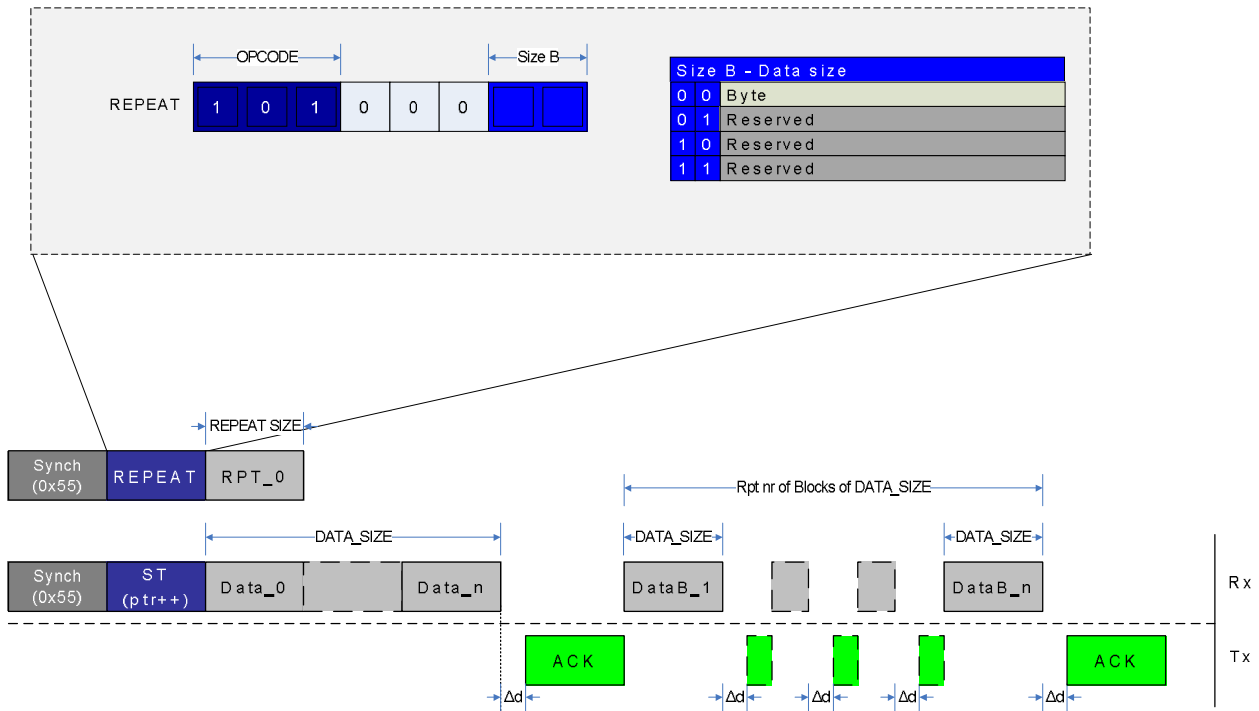 OPCODE
Size B
REPEAT
1 0 1 0 0 0
Size B - Data size
0 0 Byte
0 1 Reserved
1 0 Reserved
1 1 Reserved
REPEAT SIZE
Synch
(0x55)
REPEAT
RPT_0
Rpt nr of Blocks of DATA_SIZE
DATA_SIZE
DATA_SIZE
DATA_SIZE
Synch
(0x55)
ST
(ptr++)
Data_0
Data_n
DataB_1
DataB_n
Rx
ACK
ACK
Tx
Δd
Δd
Δd
Δd
Δd